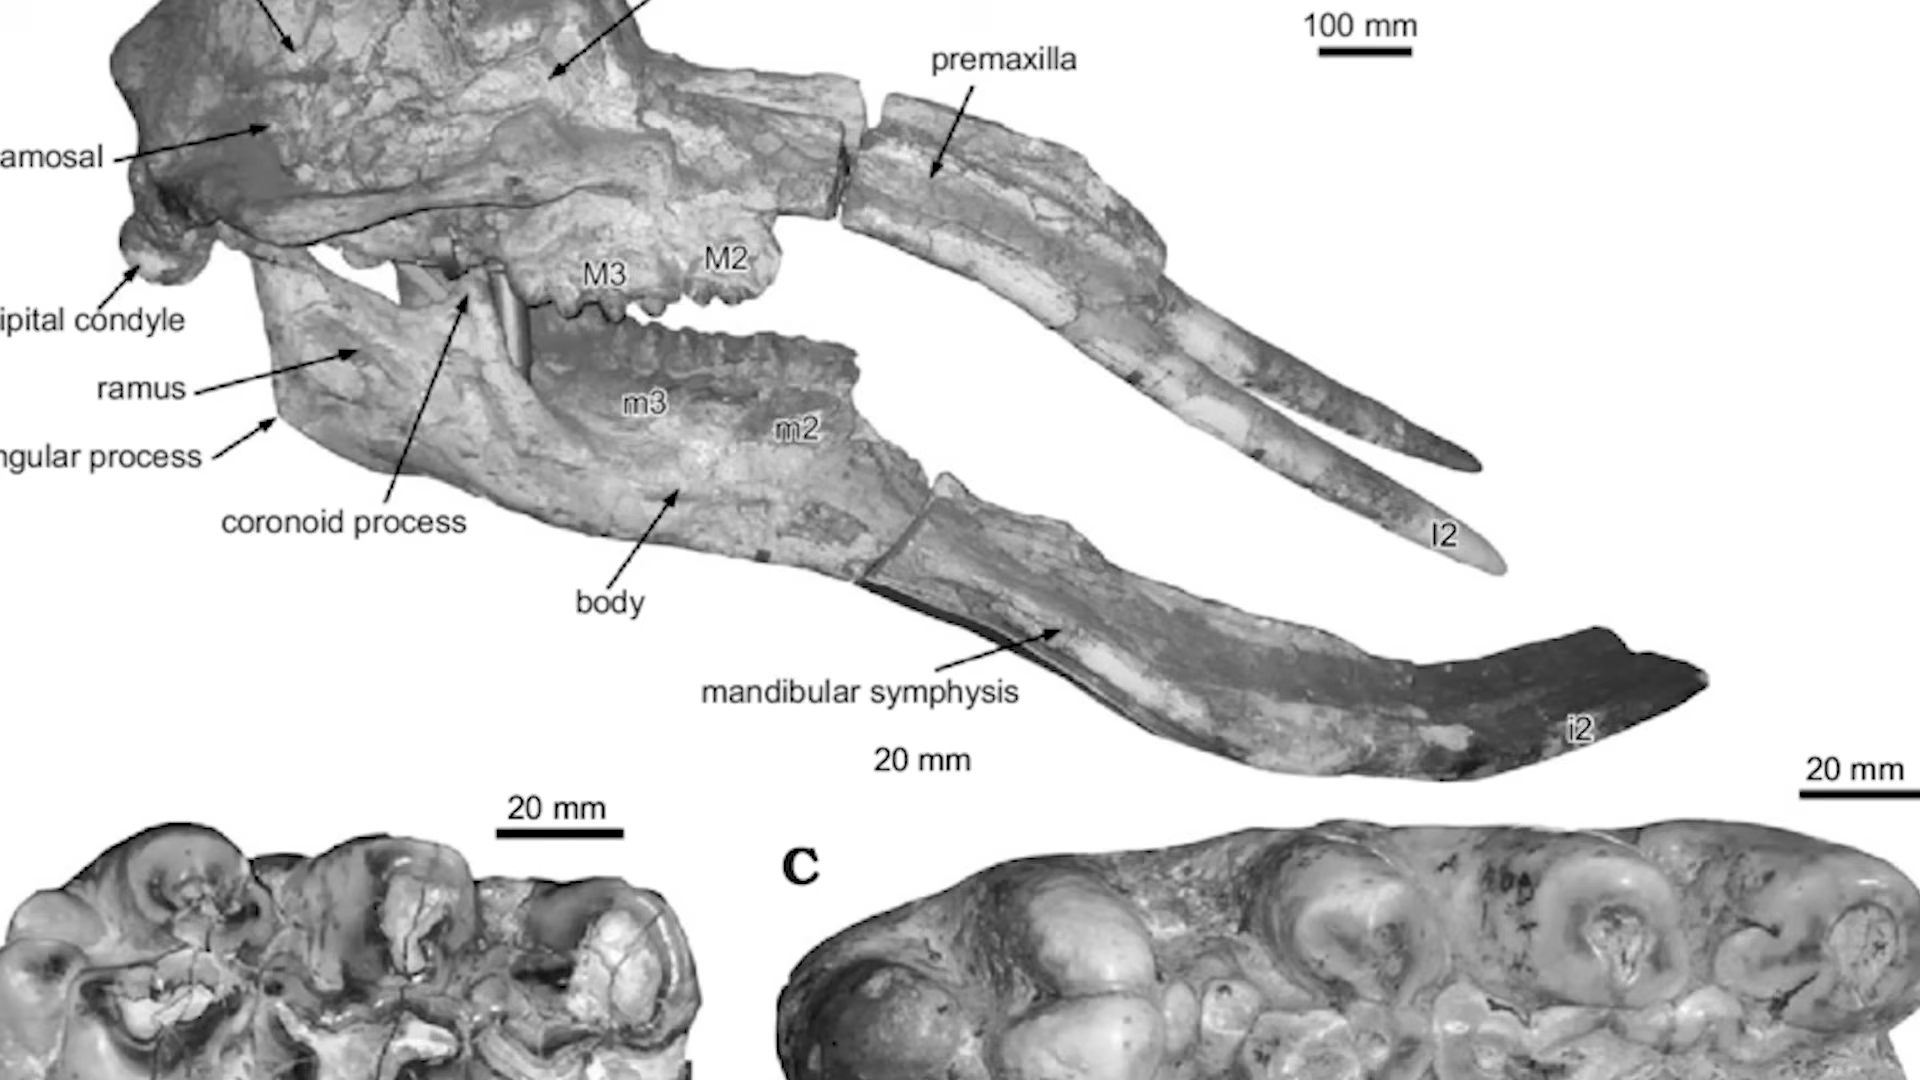 100 mm
premaxilla
amosal
M3
M2
ipital condyle
ramus
m3
m2
ngular process
coronoid process
I2
body
mandibular symphysis
i2
20 mm
20 mm
20 mm
C